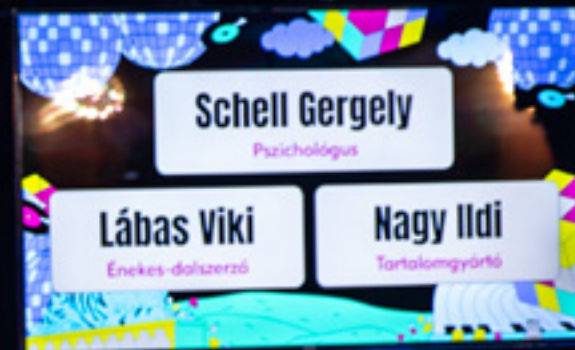 Schell Gergely
Pszichológus
Lábas Viki
Nagy Ildi
Énekes-dalszerző
Tartalomgyártó